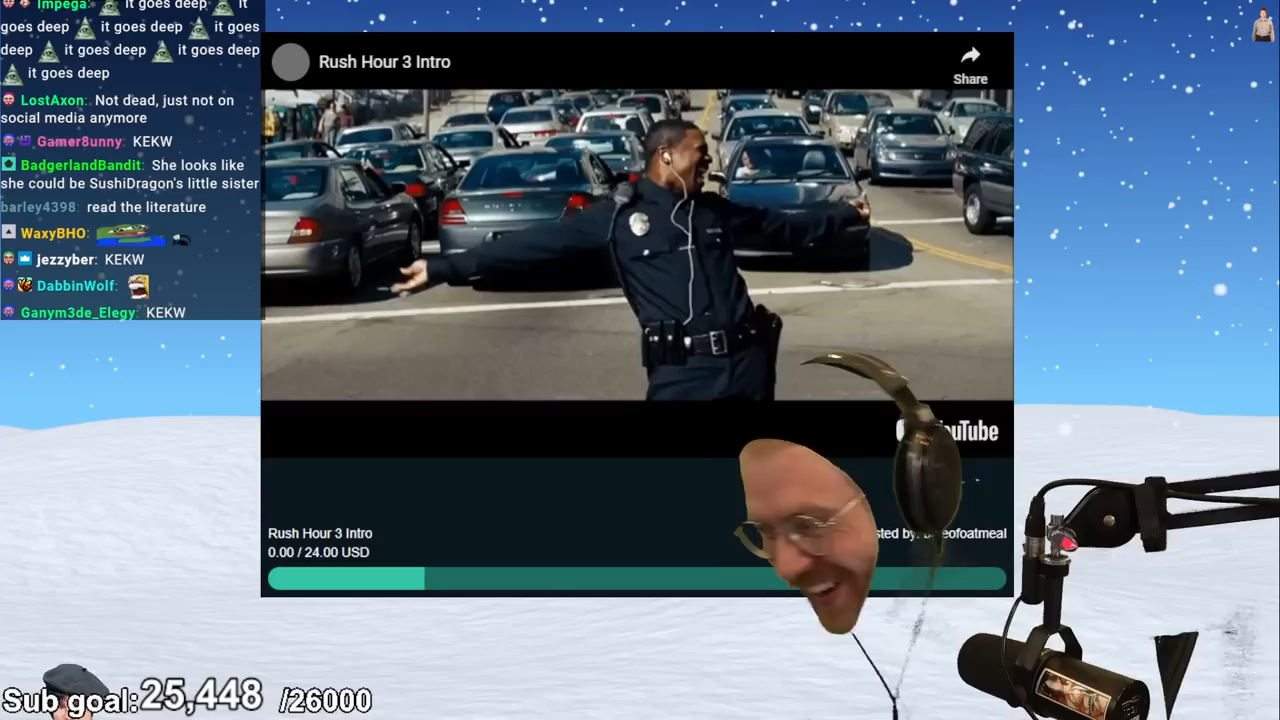 Impega: it goes deep it
goes deep it goes deep it goes
deep it goes deep it goes deep
it goes deep
LostAxon: Not dead, just not on
social media anymore
Gamer8unny: KEKW
BadgerlandBandit: She looks like
she could be SushiDragon's little sister
barley4398: read the literature
WaxyBHO:
jezzyber: KEKW
DabbinWolf:
Ganym3de_Elegy: KEKW
Rush Hour 3 Intro
Share
Rush Hour 3 Intro
0.00 / 24.00 USD
Sub goal: 25,448 /26000